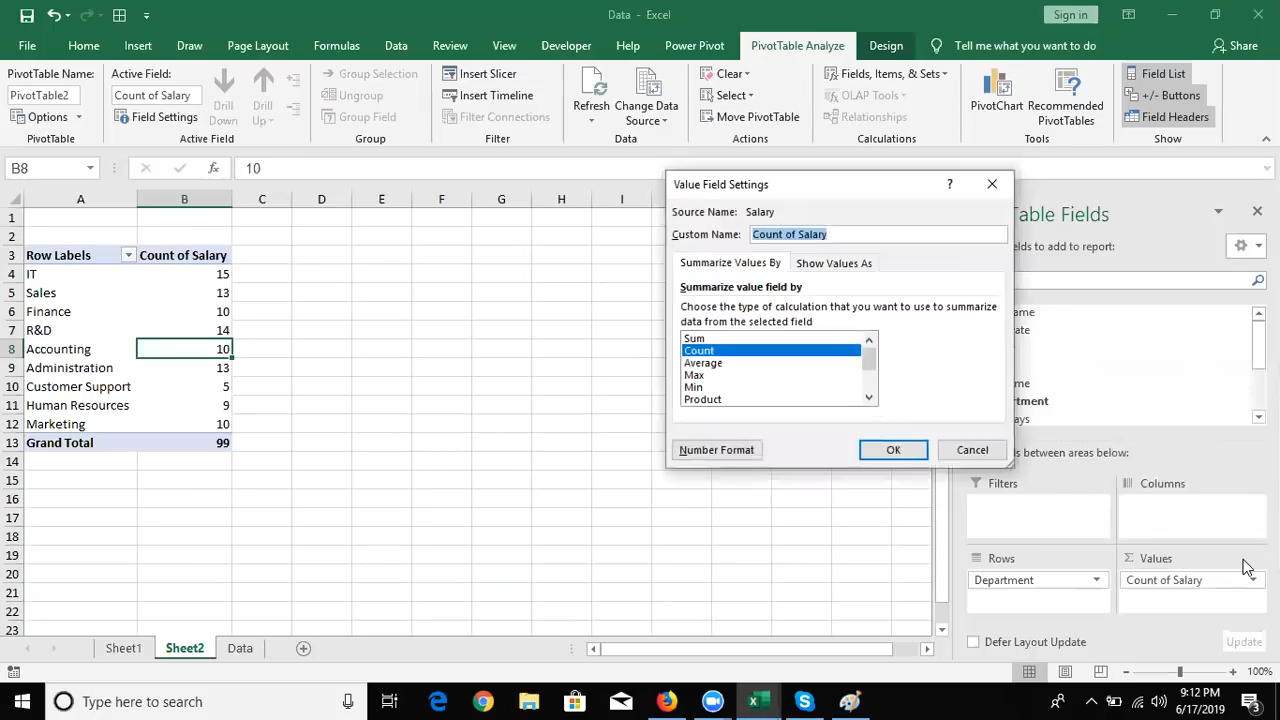 Data - Excel
Sign in
File Home Insert Draw Page Layout Formulas Data Review View Developer Help Power Pivot PivotTable Analyze Design Tell me what you want to do Share
PivotTable Name:
PivotTable2
Options
PivotTable
Active Field:
Count of Salary
Field Settings
Drill Down
Drill Up
Active Field
Group Selection
Ungroup
Group Field
Group
Insert Slicer
Insert Timeline
Filter Connections
Filter
Refresh
Change Data Source
Data
Clear
Select
Move PivotTable
Actions
Fields, Items, & Sets
OLAP Tools
Relationships
Calculations
PivotChart
Recommended PivotTables
Tools
Field List
+/- Buttons
Field Headers
Show
B8 fx 10
A B C D E F G H I
1
2
3 Row Labels Count of Salary
4 IT 15
5 Sales 13
6 Finance 10
7 R&D 14
8 Accounting 10
9 Administration 13
10 Customer Support 5
11 Human Resources 9
12 Marketing 10
13 Grand Total 99
14
15
16
17
18
19
20
21
22
23
Value Field Settings ?
Source Name: Salary
Custom Name: Count of Salary
Summarize Values By Show Values As
Summarize value field by
Choose the type of calculation that you want to use to summarize
data from the selected field
Sum
Count
Average
Max
Min
Product
Number Format OK Cancel
Table Fields
fields to add to report:
ame
ate
ame
rtment
ays
ds between areas below:
Filters Columns
Rows Values
Department Count of Salary
Defer Layout Update Update
Sheet1 Sheet2 Data
100%
Type here to search
9:12 PM
6/17/2019
3